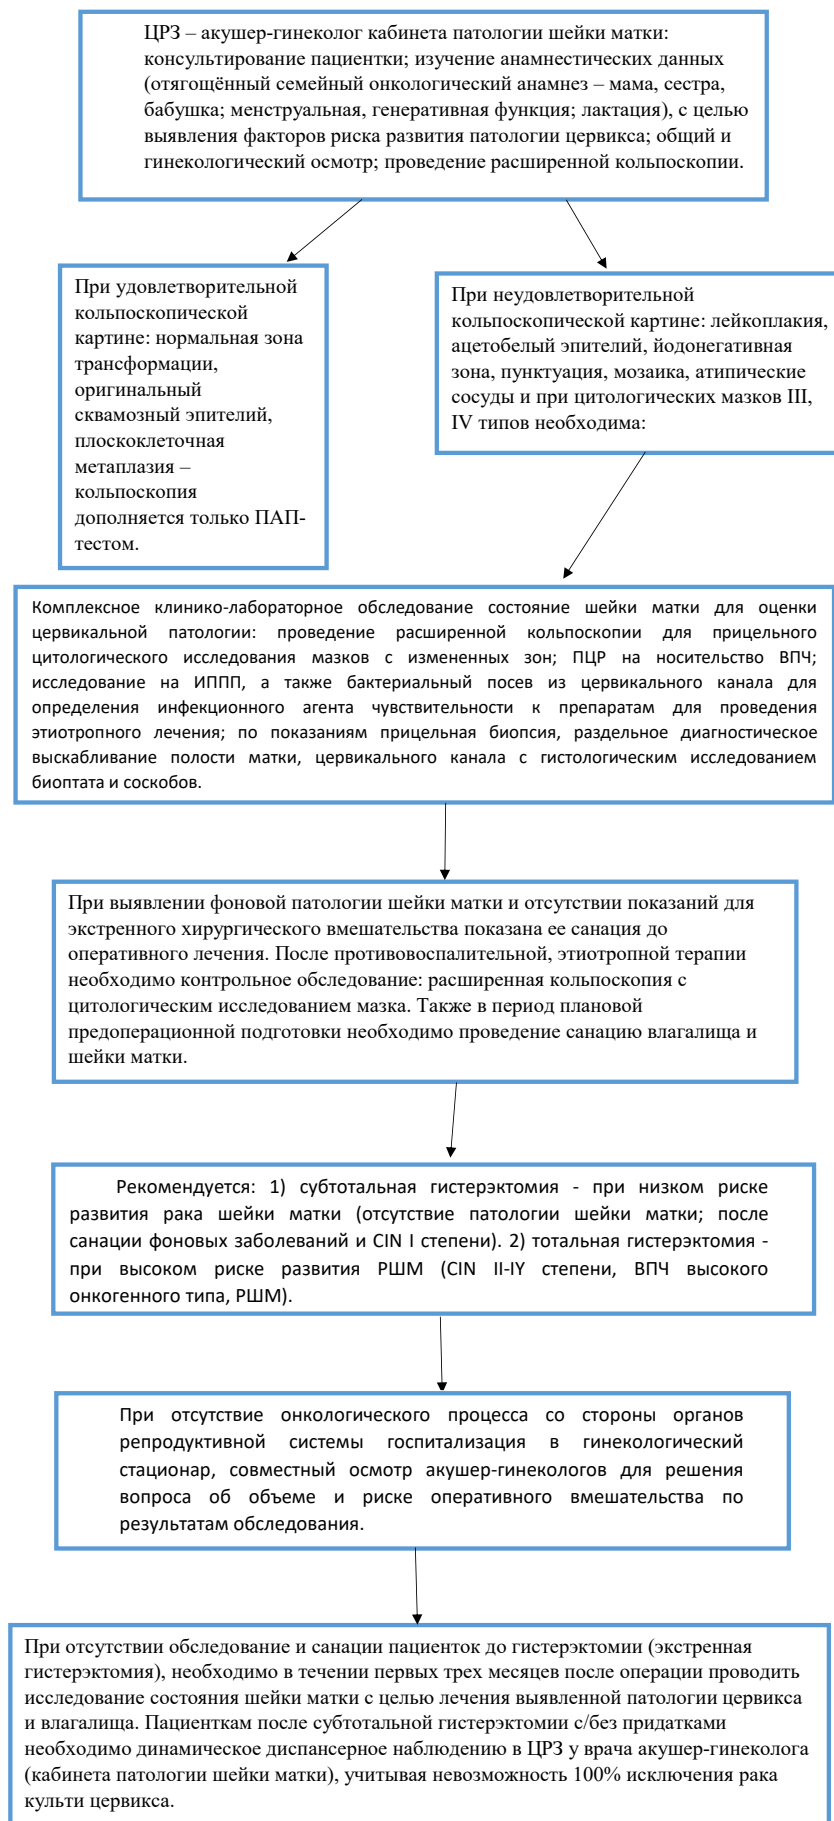 ЦРЗ – акушер-гинеколог кабинета патологии шейки матки:
консультирование пациентки; изучение анамнестических данных
(отягощённый семейный онкологический анамнез – мама, сестра,
бабушка; менструальная, генеративная функция; лактация), с целью
выявления факторов риска развития патологии цервикса; общий и
гинекологический осмотр; проведение расширенной кольпоскопии.
При удовлетворительной
кольпоскопической
картине: нормальная зона
трансформации,
оригинальный
сквамозный эпителий,
плоскоклеточная
метаплазия –
кольпоскопия
дополняется только ПАП-
тестом.
При неудовлетворительной
кольпоскопической картине: лейкоплакия,
ацетобелый эпителий, йодонегативная
зона, пунктуация, мозаика, атипические
сосуды и при цитологических мазков III,
IV типов необходима:
Комплексное клинико-лабораторное обследование состояние шейки матки для оценки
цервикальной патологии: проведение расширенной кольпоскопии для прицельного
цитологического исследования мазков с измененных зон; ПЦР на носительство ВПЧ;
исследование на ИППП, а также бактериальный посев из цервикального канала для
определения инфекционного агента чувствительности к препаратам для проведения
этиотропного лечения; по показаниям прицельная биопсия, раздельное диагностическое
выскабливание полости матки, цервикального канала с гистологическим исследованием
биоптата и соскобов.
При выявлении фоновой патологии шейки матки и отсутствии показаний для
экстренного хирургического вмешательства показана ее санация до
оперативного лечения. После противовоспалительной, этиотропной терапии
необходимо контрольное обследование: расширенная кольпоскопия с
цитологическим исследованием мазка. Также в период плановой
предоперационной подготовки необходимо проведение санацию влагалища и
шейки матки.
Рекомендуется: 1) субтотальная гистерэктомия - при низком риске
развития рака шейки матки (отсутствие патологии шейки матки; после
санации фоновых заболеваний и CIN I степени). 2) тотальная гистерэктомия -
при высоком риске развития РШМ (CIN II-IY степени, ВПЧ высокого
онкогенного типа, РШМ).
При отсутствие онкологического процесса со стороны органов
репродуктивной системы госпитализация в гинекологический
стационар, совместный осмотр акушер-гинекологов для решения
вопроса об объеме и риске оперативного вмешательства по
результатам обследования.
При отсутствии обследование и санации пациенток до гистерэктомии (экстренная
гистерэктомия), необходимо в течении первых трех месяцев после операции проводить
исследование состояния шейки матки с целью лечения выявленной патологии цервикса
и влагалища. Пациенткам после субтотальной гистерэктомии с/без придатками
необходимо динамическое диспансерное наблюдению в ЦРЗ у врача акушер-гинеколога
(кабинета патологии шейки матки), учитывая невозможность 100% исключения рака
культи цервикса.